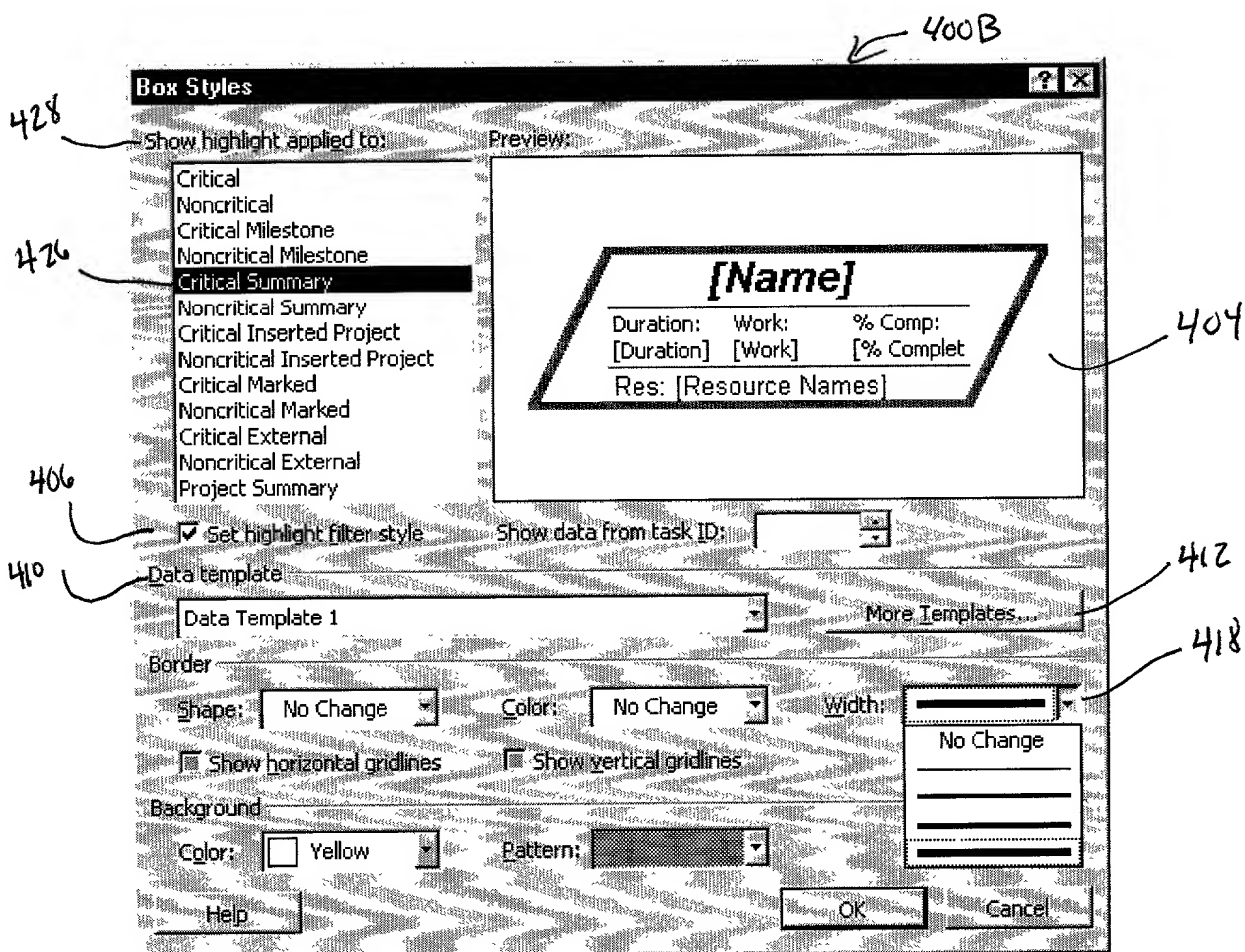 400B
Box Styles
428
Show highlight applied to:
Preview:
Critical
Noncritical
Critical Milestone
Noncritical Milestone
426
Critical Summary
Noncritical Summary
Critical Inserted Project
Noncritical Inserted Project
Critical Marked
Noncritical Marked
Critical External
Noncritical External
Project Summary
[Name]
Duration: Work: % Comp:
[Duration] [Work] [% Complet
Res: [Resource Names]
404
406
Set highlight filter style
Show data from task ID:
410
Data template
412
Data Template 1
More Templates...
418
Border
Shape: No Change
Color: No Change
Width:
No Change
Show horizontal gridlines
Show vertical gridlines
Background
Color: Yellow
Pattern:
Help
OK
Cancel